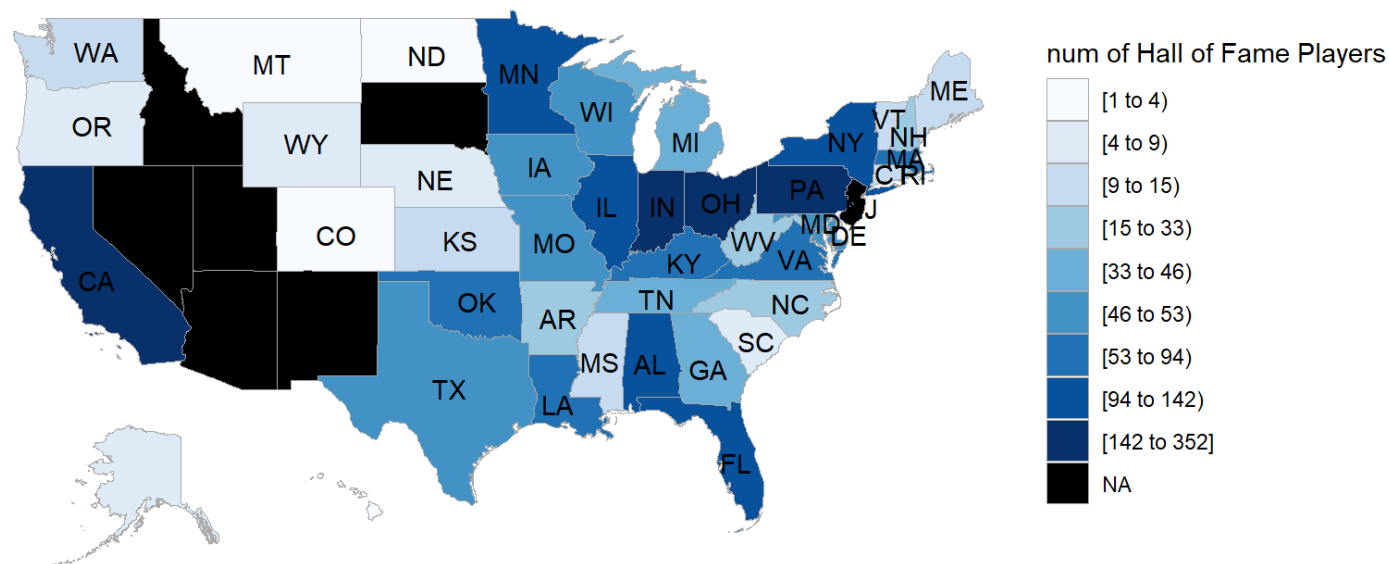 num of Hall of Fame Players
[1 to 4)
[4 to 9)
[9 to 15)
[15 to 33)
[33 to 46)
[46 to 53)
[53 to 94)
[94 to 142)
[142 to 352]
NA
WA
MT
ND
MN
ME
OR
WY
WI
MI
VT
NH
NY
MA
NE
IA
CT
RI
CO
KS
MO
IL
IN
OH
PA
J
MD
DE
WV
VA
KY
CA
OK
AR
TN
NC
SC
MS
AL
GA
TX
LA
FL